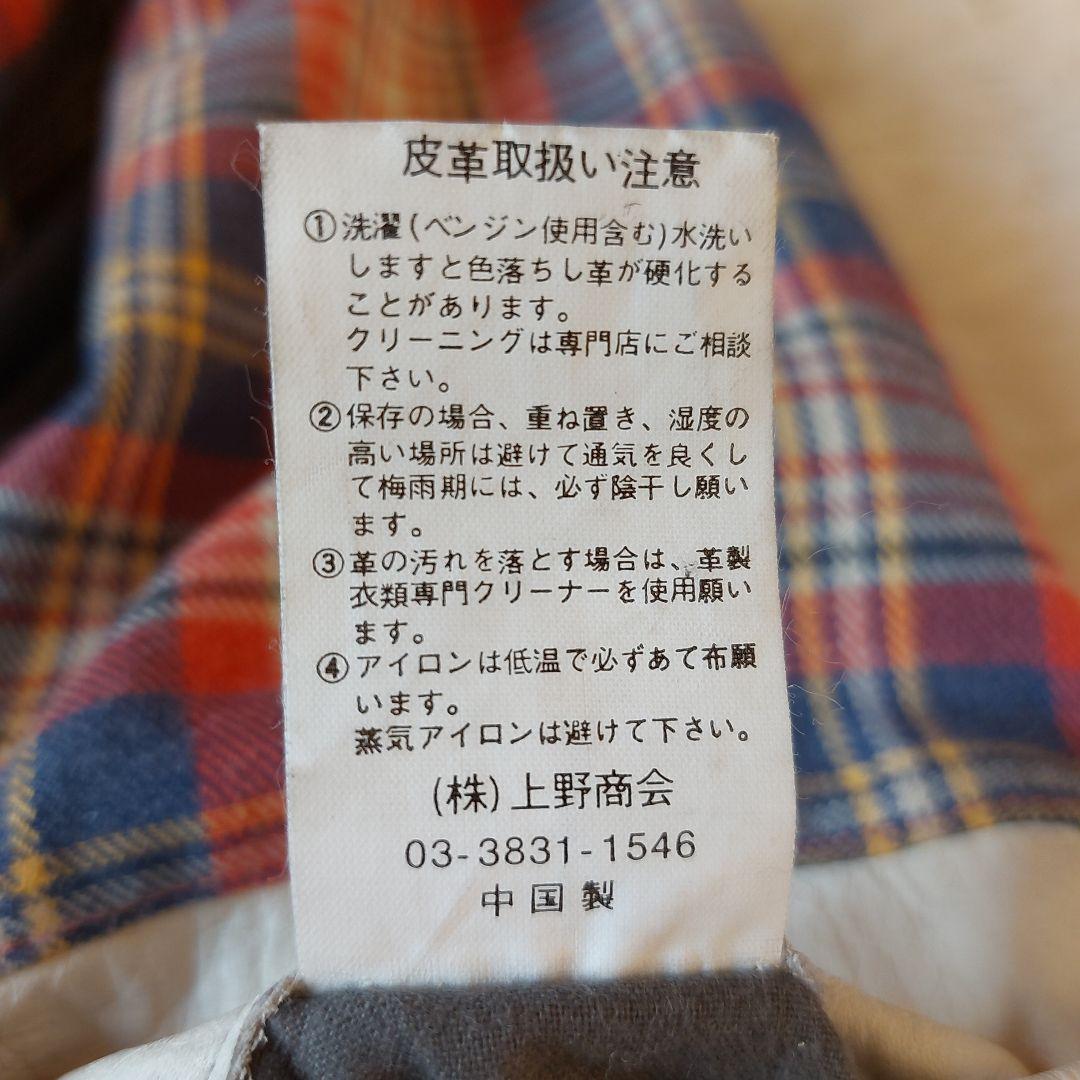 皮革取扱い注意
①洗濯(ベンジン使用含む)水洗い
しますと色落ちし革が硬化する
ことがあります。
クリーニングは専門店にご相談
下さい。
②保存の場合、重ね置き、湿度の
高い場所は避けて通気を良くし
て梅雨期には、必ず陰干し願い
ます。
③革の汚れを落とす場合は、革製
衣類専門クリーナーを使用願い
ます。
④アイロンは低温で必ずあて布願
います。
蒸気アイロンは避けて下さい。
(株)上野商会
03-3831-1546
中国製